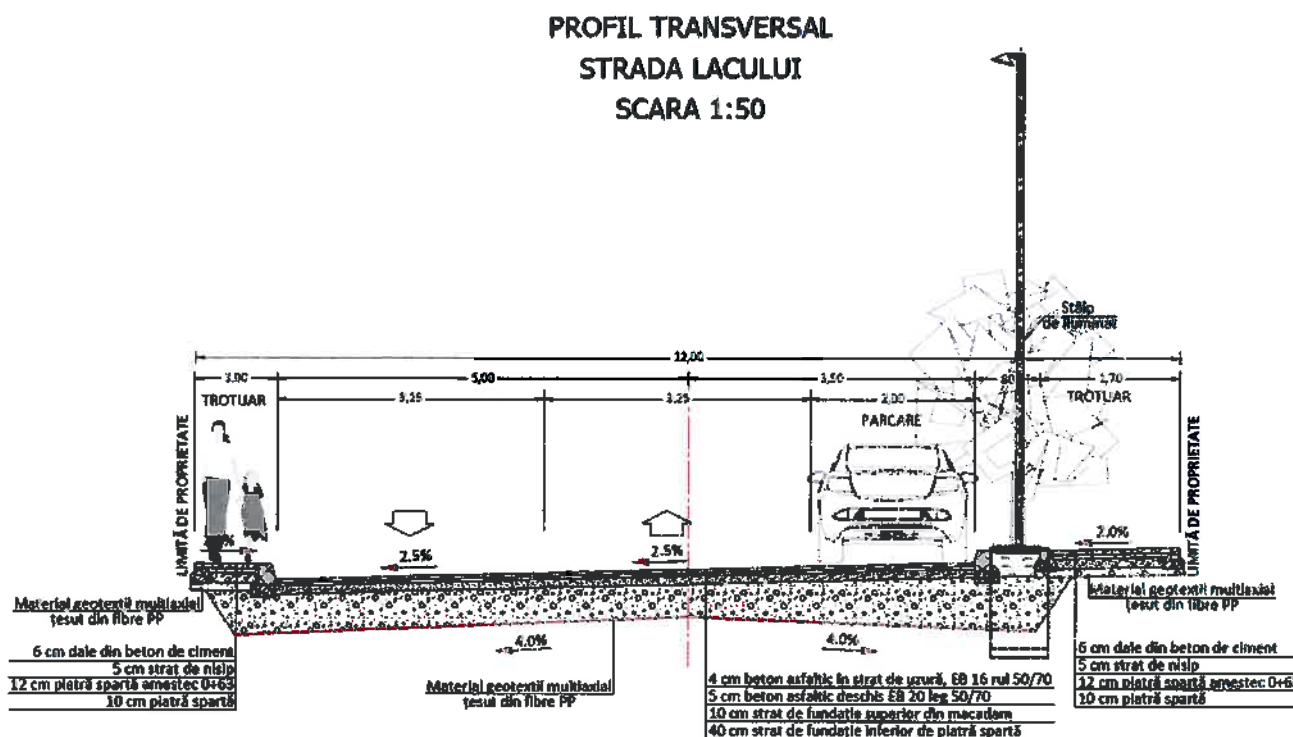 PROFIL TRANSVERSAL
STRADA LACULUI
SCARA 1:50
Stâlp
de iluminat
12,00
5,00
3,50
1,70
TROTUAR
3,25
2,00
TROTUAR
PARCARE
LIMITĂ DE PROPRIETATE
LIMITĂ DE PROPRIETATE
2.5%
2.5%
2.0%
Material geotextil multiaxial
țesut din fibre PP
Material geotextil multiaxial
țesut din fibre PP
4.0%
4.0%
6 cm dale din beton de ciment
5 cm strat de nisip
12 cm piatră spartă amestec 0÷63
10 cm piatră spartă
Material geotextil multiaxial
țesut din fibre PP
4 cm beton asfaltic în strat de uzură, EB 16 rul 50/70
5 cm beton asfaltic deschis EB 20 leg 50/70
10 cm strat de fundație superior din macadam
40 cm strat de fundație inferior de piatră spartă
6 cm dale din beton de ciment
5 cm strat de nisip
12 cm piatră spartă amestec 0÷6
10 cm piatră spartă